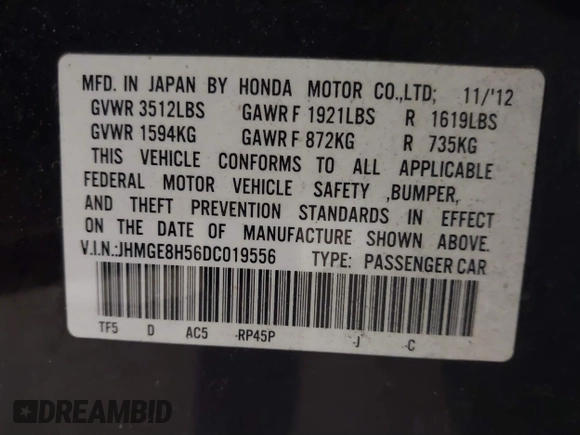 MFD. IN JAPAN BY HONDA MOTOR CO.,LTD; 11/'12
GVWR 3512LBS GAWR F 1921LBS R 1619LBS
GVWR 1594KG GAWR F 872KG R 735KG
THIS VEHICLE CONFORMS TO ALL APPLICABLE
FEDERAL MOTOR VEHICLE SAFETY ,BUMPER,
AND THEFT PREVENTION STANDARDS IN EFFECT
ON THE DATE OF MANUFACTURE SHOWN ABOVE.
V.I.N.:JHMGE8H56DC019556 TYPE: PASSENGER CAR
TF5 D AC5 -RP45P -J -C
DREAMBID